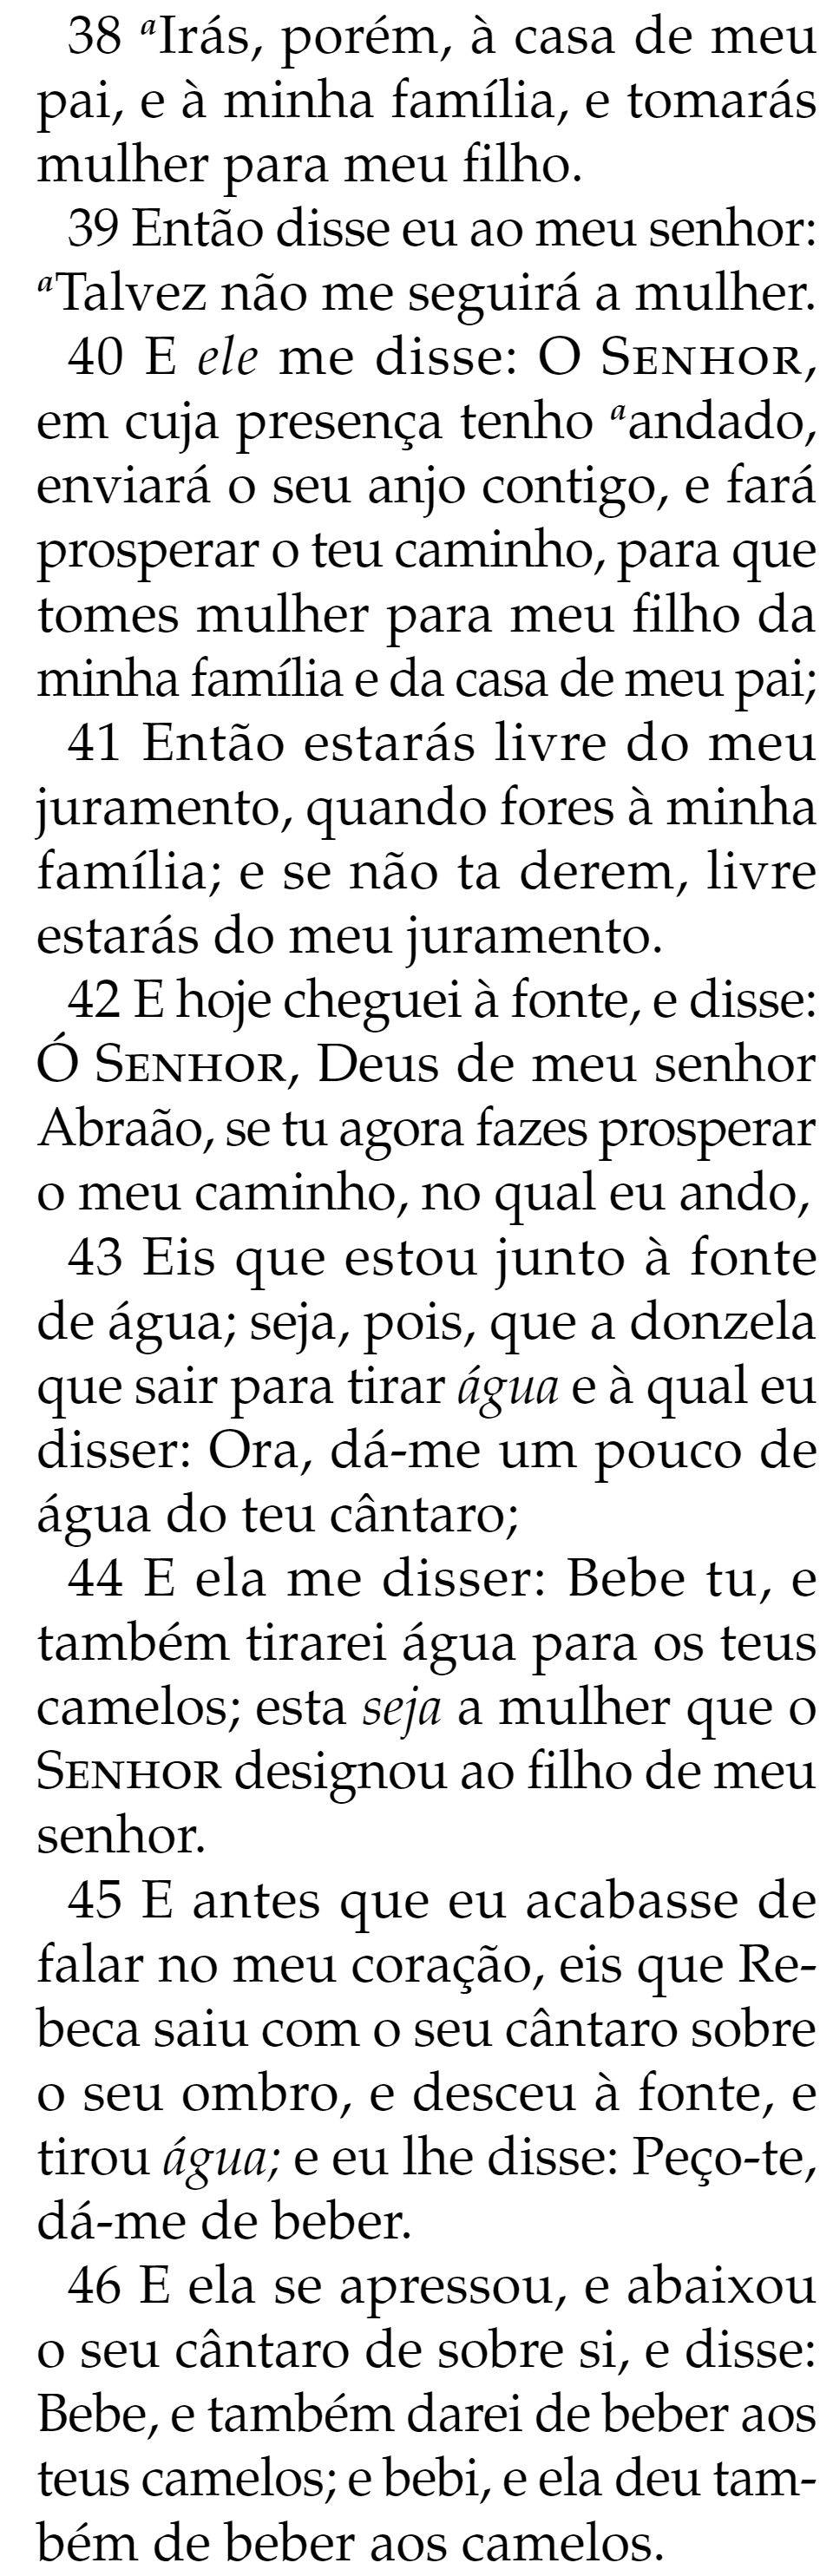 38 ᵃIrás, porém, à casa de meu
pai, e à minha família, e tomarás
mulher para meu filho.
39 Então disse eu ao meu senhor:
ᵃTalvez não me seguirá a mulher.
40 E ele me disse: O SENHOR,
em cuja presença tenho ᵃandado,
enviará o seu anjo contigo, e fará
prosperar o teu caminho, para que
tomes mulher para meu filho da
minha família e da casa de meu pai;
41 Então estarás livre do meu
juramento, quando fores à minha
família; e se não ta derem, livre
estarás do meu juramento.
42 E hoje cheguei à fonte, e disse:
Ó SENHOR, Deus de meu senhor
Abraão, se tu agora fazes prosperar
o meu caminho, no qual eu ando,
43 Eis que estou junto à fonte
de água; seja, pois, que a donzela
que sair para tirar água e à qual eu
disser: Ora, dá-me um pouco de
água do teu cântaro;
44 E ela me disser: Bebe tu, e
também tirarei água para os teus
camelos; esta seja a mulher que o
SENHOR designou ao filho de meu
senhor.
45 E antes que eu acabasse de
falar no meu coração, eis que Re-
beca saiu com o seu cântaro sobre
o seu ombro, e desceu à fonte, e
tirou água; e eu lhe disse: Peço-te,
dá-me de beber.
46 E ela se apressou, e abaixou
o seu cântaro de sobre si, e disse:
Bebe, e também darei de beber aos
teus camelos; e bebi, e ela deu tam-
bém de beber aos camelos.